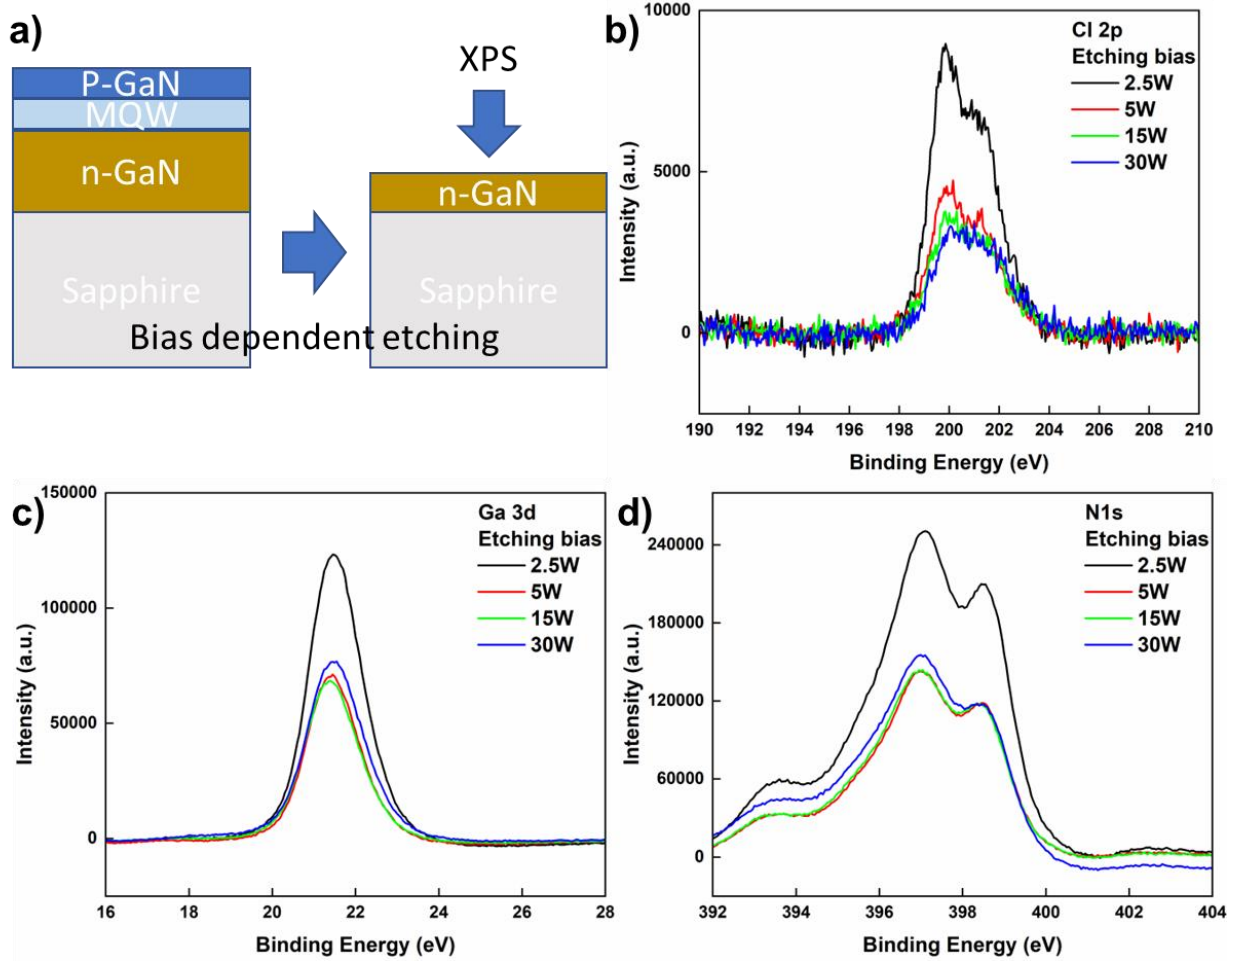 a)
P-GaN
MQW
n-GaN
Sapphire
XPS
n-GaN
Sapphire
Bias dependent etching
b)
Cl 2p
Etching bias
2.5W
5W
15W
30W
10000
5000
0
Intensity (a.u.)
190 192 194 196 198 200 202 204 206 208 210
Binding Energy (eV)
c)
Ga 3d
Etching bias
2.5W
5W
15W
30W
150000
100000
50000
0
Intensity (a.u.)
16 18 20 22 24 26 28
Binding Energy (eV)
d)
N1s
Etching bias
2.5W
5W
15W
30W
240000
180000
120000
60000
0
Intensity (a.u.)
392 394 396 398 400 402 404
Binding Energy (eV)